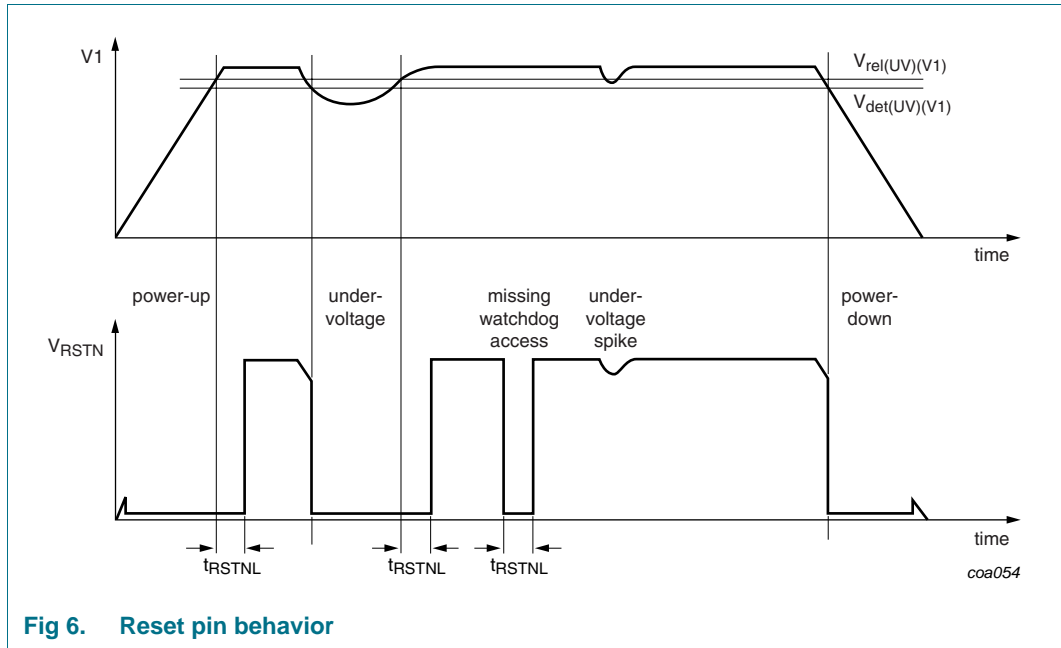 V1
Vrel(UV)(V1)
Vdet(UV)(V1)
time
power-up
under-
voltage
missing
watchdog
access
under-
voltage
spike
power-
down
VRSTN
time
tRSTNL
tRSTNL
tRSTNL
coa054
Fig 6. Reset pin behavior